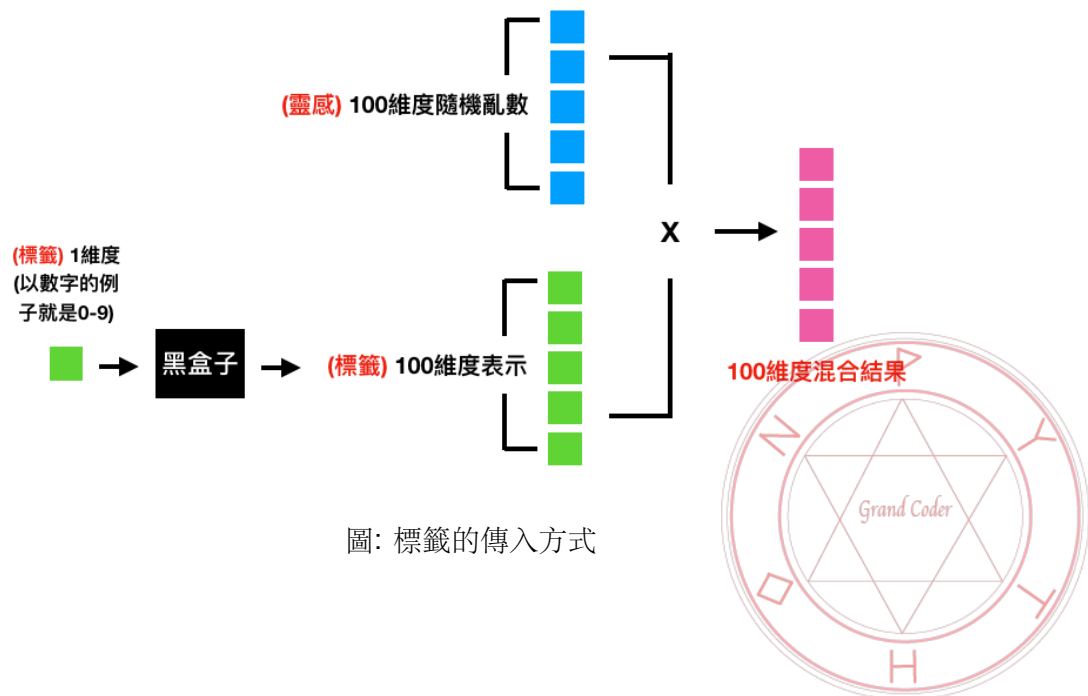 (靈感) 100維度隨機亂數
X
(標籤) 1維度
(以數字的例
子就是0-9)
黑盒子
(標籤) 100維度表示
100維度混合結果
圖: 標籤的傳入方式
Grand Coder
P
Y
T
H
O
N
A